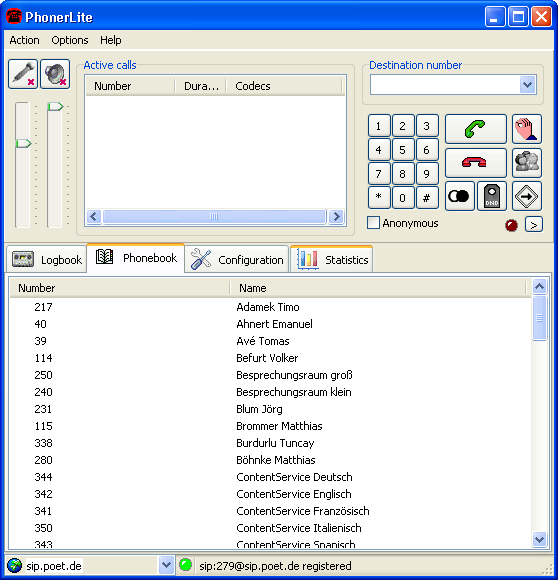 PhonerLite
Action Options Help
Active calls
Number Dura... Codecs
Destination number
1 2 3
4 5 6
7 8 9
* 0 #
DND
Anonymous
>
Logbook Phonebook Configuration Statistics
Number Name
217 Adamek Timo
40 Ahnert Emanuel
39 Avé Tomas
114 Befurt Volker
250 Besprechungsraum groß
240 Besprechungsraum klein
231 Blum Jörg
115 Brommer Matthias
338 Burdurlu Tuncay
280 Böhnke Matthias
344 ContentService Deutsch
342 ContentService Englisch
341 ContentService Französisch
350 ContentService Italienisch
343 ContentService Spanisch
sip.poet.de sip:279@sip.poet.de registered